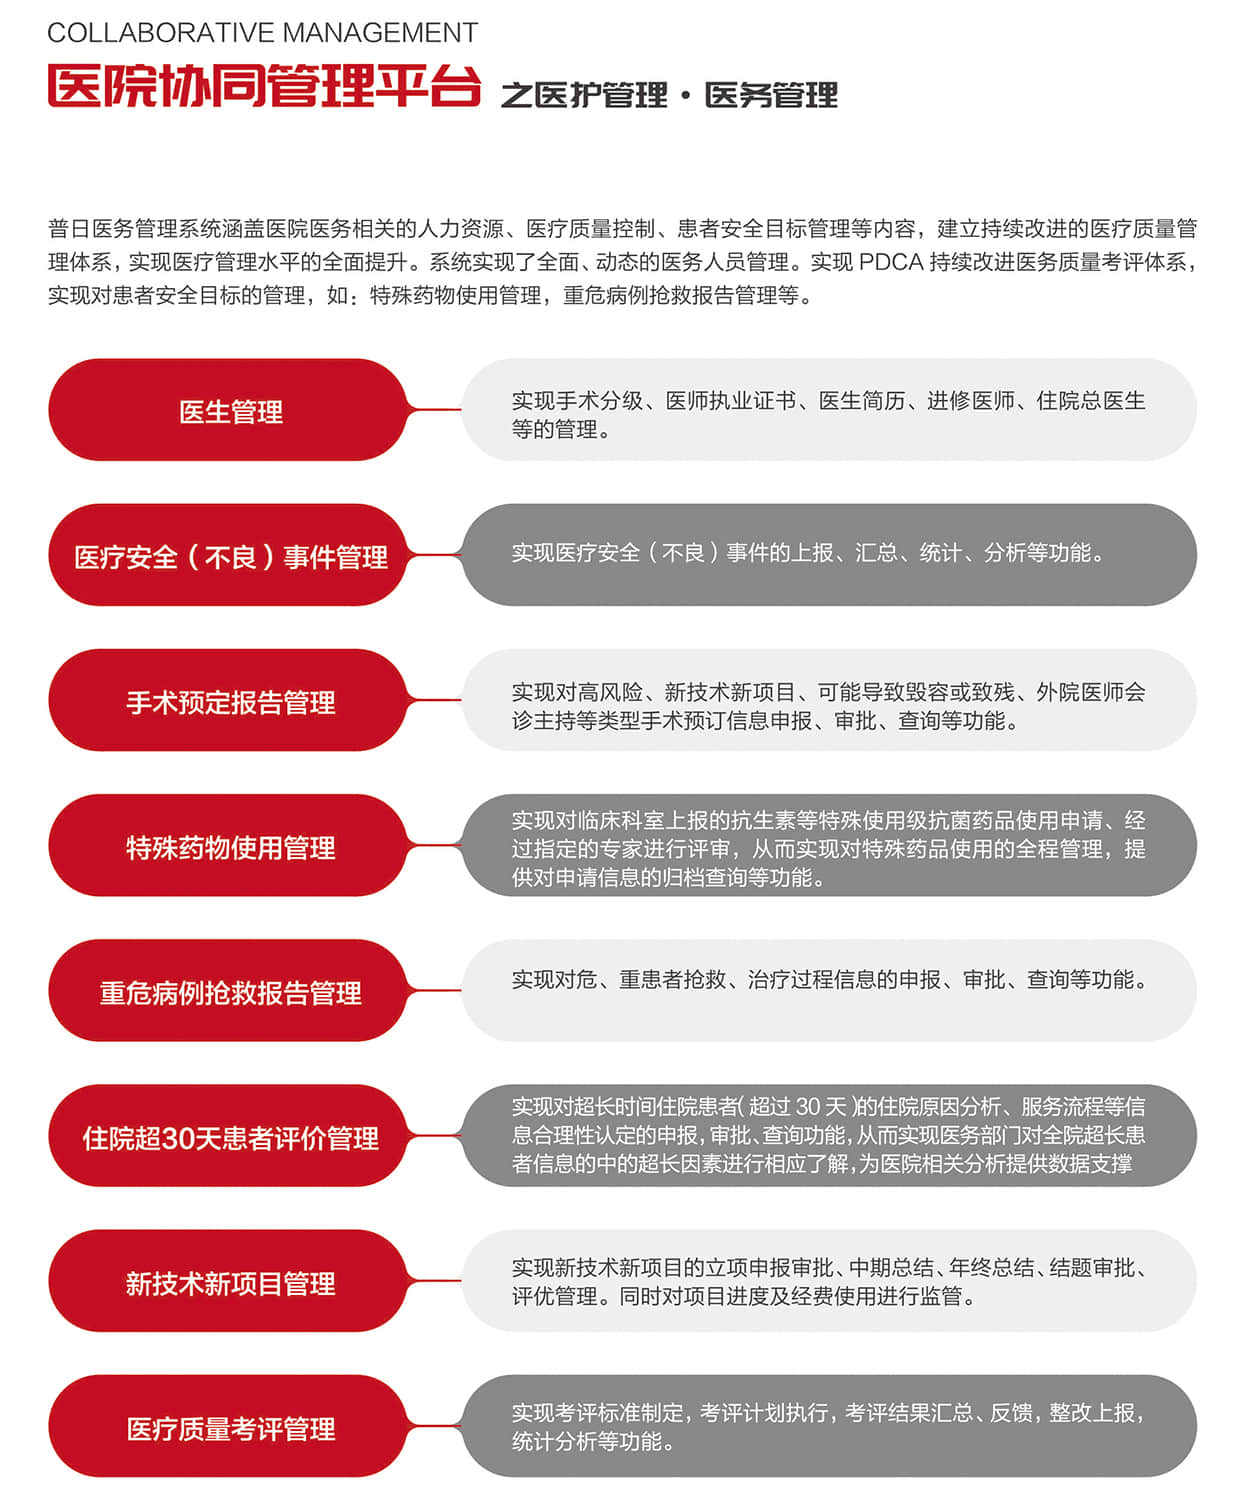 COLLABORATIVE MANAGEMENT
医院协同管理平台 之医护管理·医务管理
普日医务管理系统涵盖医院医务相关的人力资源、医疗质量控制、患者安全目标管理等内容，建立持续改进的医疗质量管
理体系，实现医疗管理水平的全面提升。系统实现了全面、动态的医务人员管理。实现 PDCA 持续改进医务质量考评体系，
实现对患者安全目标的管理，如：特殊药物使用管理，重危病例抢救报告管理等。
医生管理
实现手术分级、医师执业证书、医生简历、进修医师、住院总医生
等的管理。
医疗安全（不良）事件管理
实现医疗安全（不良）事件的上报、汇总、统计、分析等功能。
手术预定报告管理
实现对高风险、新技术新项目、可能导致毁容或致残、外院医师会
诊主持等类型手术预订信息申报、审批、查询等功能。
特殊药物使用管理
实现对临床科室上报的抗生素等特殊使用级抗菌药品使用申请、经
过指定的专家进行评审，从而实现对特殊药品使用的全程管理，提
供对申请信息的归档查询等功能。
重危病例抢救报告管理
实现对危、重患者抢救、治疗过程信息的申报、审批、查询等功能。
住院超30天患者评价管理
实现对超长时间住院患者（超过 30 天）的住院原因分析、服务流程等信
息合理性认定的申报，审批、查询功能，从而实现医务部门对全院超长患
者信息的中的超长因素进行相应了解，为医院相关分析提供数据支撑
新技术新项目管理
实现新技术新项目的立项申报审批、中期总结、年终总结、结题审批、
评优管理。同时对项目进度及经费使用进行监管。
医疗质量考评管理
实现考评标准制定，考评计划执行，考评结果汇总、反馈，整改上报，
统计分析等功能。